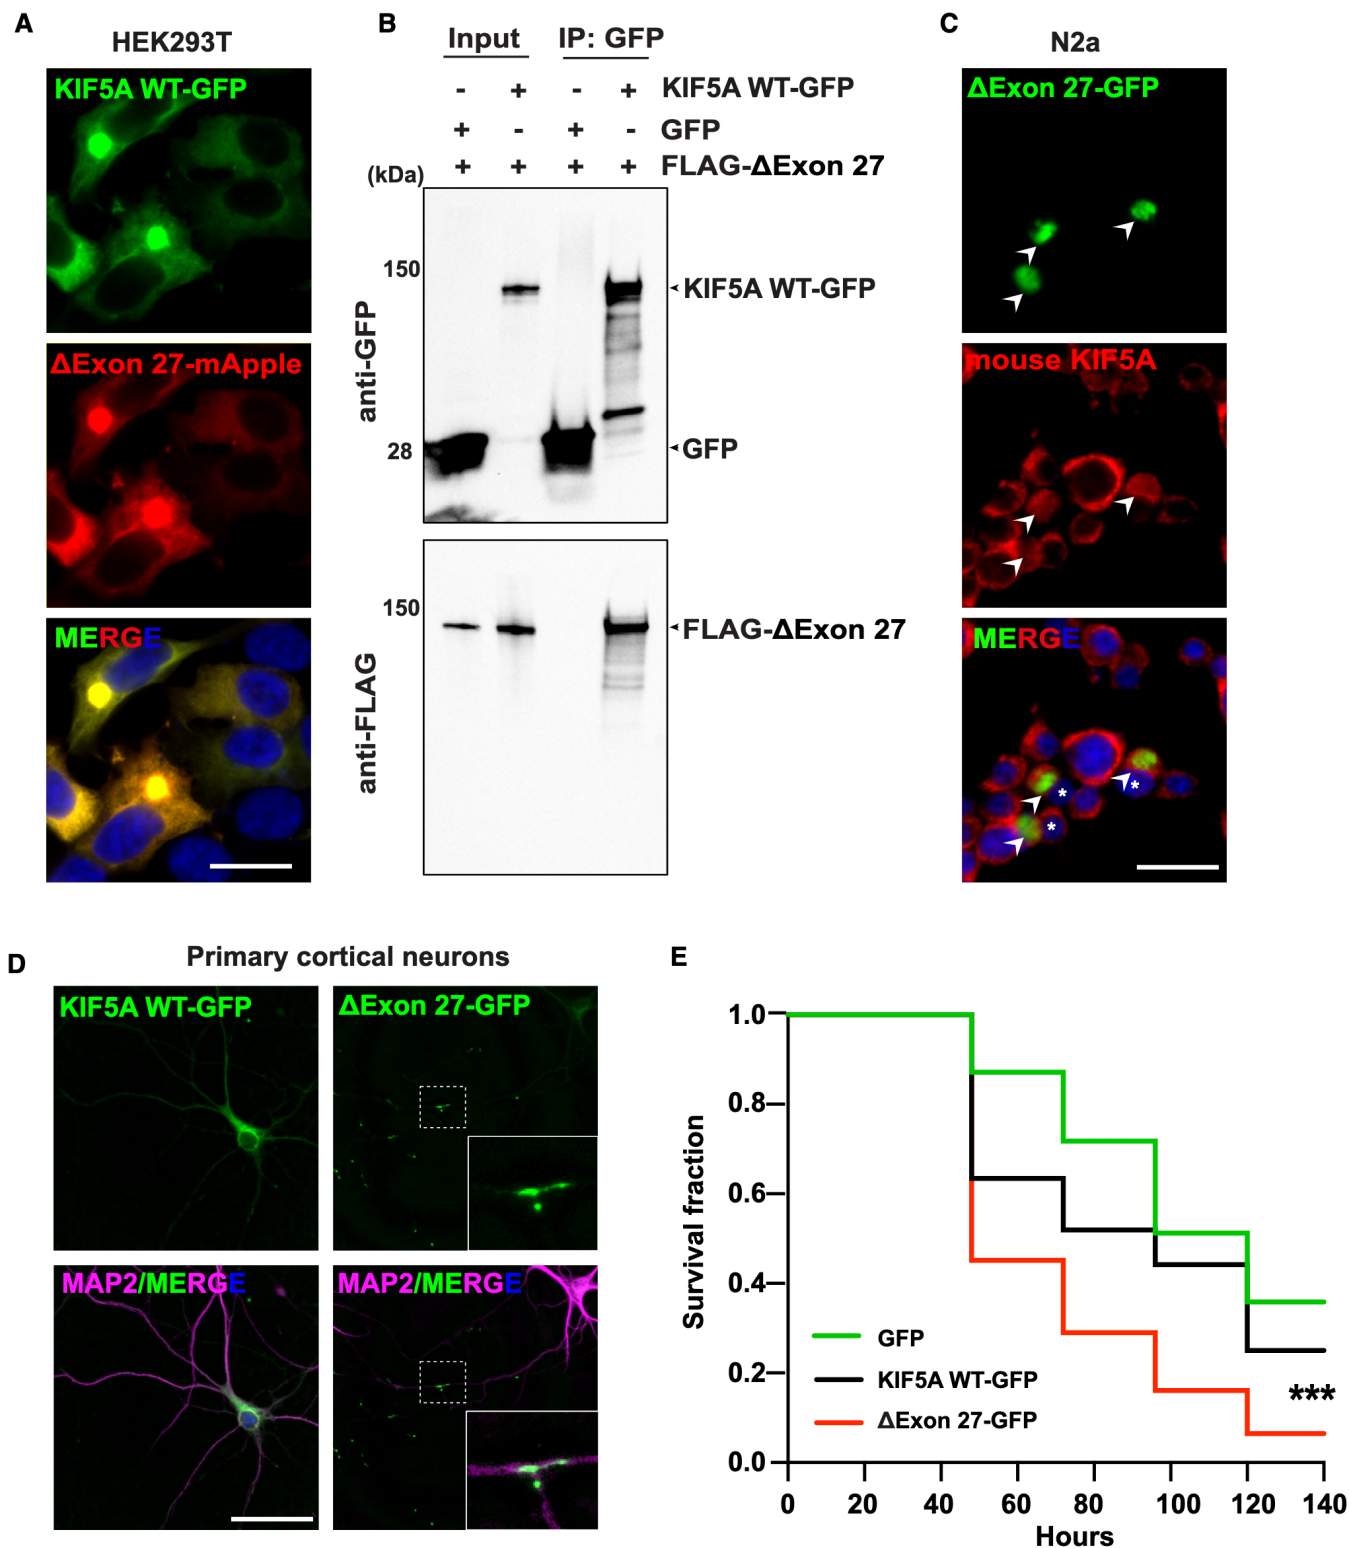 A
HEK293T
KIF5A WT-GFP
ΔExon 27-mApple
MERGE
B
Input IP: GFP
- + - + KIF5A WT-GFP
+ - + - GFP
+ + + + FLAG-ΔExon 27
(kDa)
150
KIF5A WT-GFP
anti-GFP
28
GFP
150
FLAG-ΔExon 27
anti-FLAG
C
N2a
ΔExon 27-GFP
mouse KIF5A
MERGE
* *
*
D
Primary cortical neurons
KIF5A WT-GFP
ΔExon 27-GFP
MAP2/MERGE
MAP2/MERGE
E
1.0
0.8
0.6
0.4
0.2
0.0
Survival fraction
GFP
KIF5A WT-GFP
ΔExon 27-GFP
***
0 20 40 60 80 100 120 140
Hours